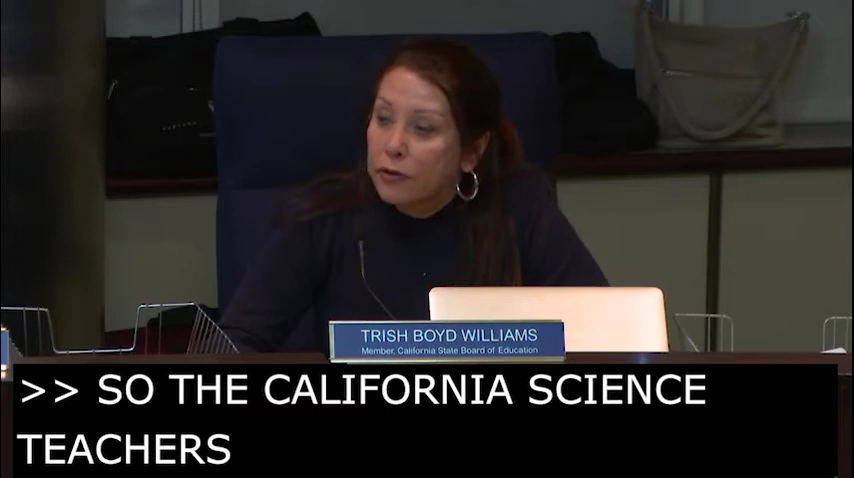 TRISH BOYD WILLIAMS
Member, California State Board of Education
>> SO THE CALIFORNIA SCIENCE
TEACHERS